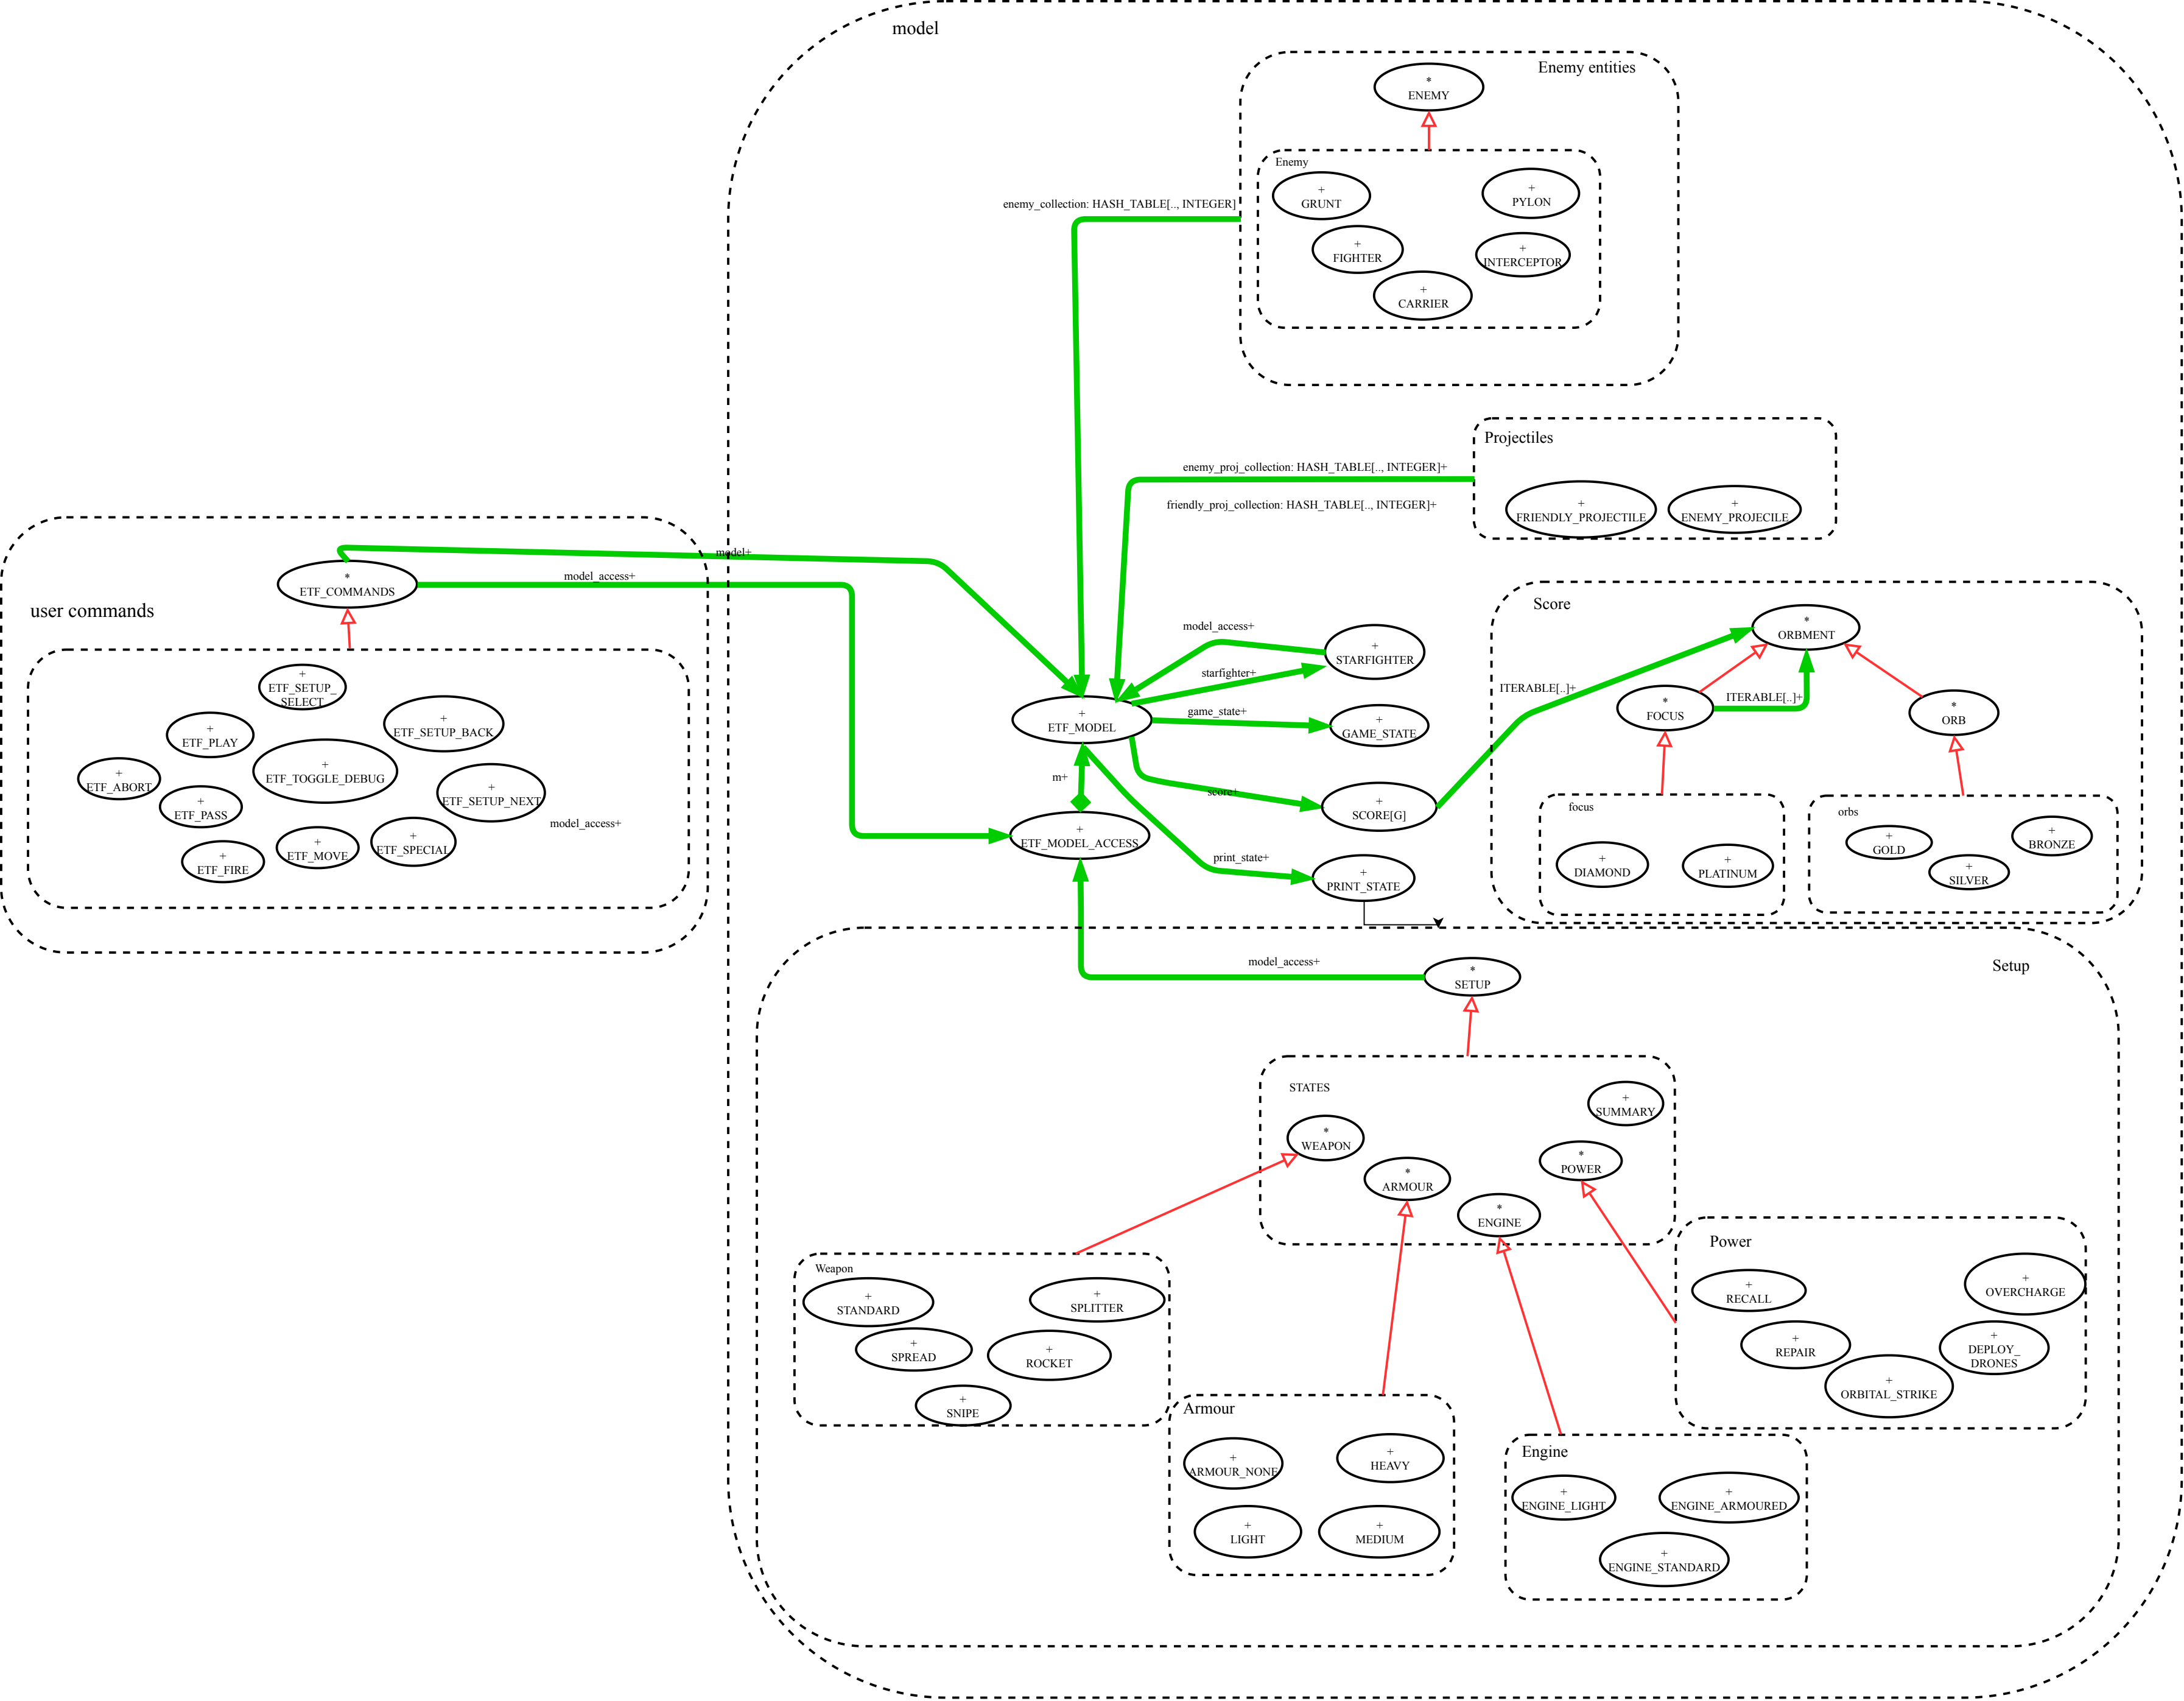 model
Enemy entities
*
ENEMY
Enemy
+
GRUNT
+
PYLON
+
FIGHTER
+
INTERCEPTOR
+
CARRIER
enemy_collection: HASH_TABLE[.., INTEGER]
Projectiles
enemy_proj_collection: HASH_TABLE[.., INTEGER]+
friendly_proj_collection: HASH_TABLE[.., INTEGER]+
+
FRIENDLY_PROJECTILE
+
ENEMY_PROJECILE
user commands
*
ETF_COMMANDS
model+
model_access+
+
ETF_SETUP_
SELECT
+
ETF_PLAY
+
ETF_SETUP_BACK
+
ETF_ABORT
+
ETF_TOGGLE_DEBUG
+
ETF_PASS
+
ETF_SETUP_NEXT
model_access+
+
ETF_FIRE
+
ETF_MOVE
+
ETF_SPECIAL
+
ETF_MODEL
m+
+
ETF_MODEL_ACCESS
model_access+
+
STARFIGHTER
starfighter+
game_state+
+
GAME_STATE
score+
+
SCORE[G]
print_state+
+
PRINT_STATE
Score
*
ORBMENT
ITERABLE[..]+
ITERABLE[..]+
*
FOCUS
*
ORB
focus
+
DIAMOND
+
PLATINUM
orbs
+
GOLD
+
SILVER
+
BRONZE
Setup
model_access+
*
SETUP
STATES
+
SUMMARY
*
WEAPON
*
ARMOUR
*
ENGINE
*
POWER
Weapon
+
STANDARD
+
SPLITTER
+
SPREAD
+
ROCKET
+
SNIPE
Armour
+
ARMOUR_NONE
+
HEAVY
+
LIGHT
+
MEDIUM
Engine
+
ENGINE_LIGHT
+
ENGINE_ARMOURED
+
ENGINE_STANDARD
Power
+
RECALL
+
OVERCHARGE
+
REPAIR
+
DEPLOY_
DRONES
+
ORBITAL_STRIKE